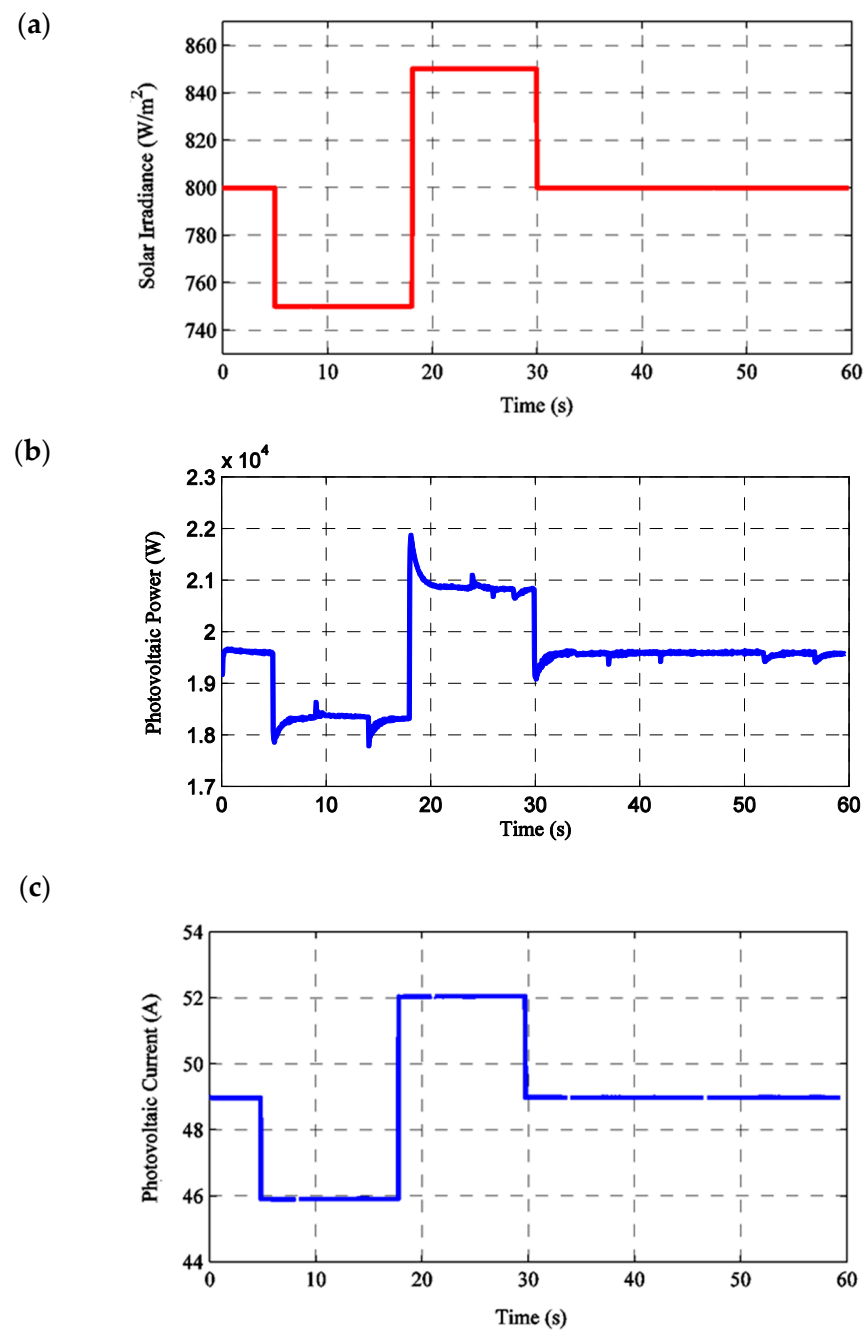 (a)
860
840
820
800
780
760
740
Solar Irradiance (W/m²)
0 10 20 30 40 50 60
Time (s)
(b)
x 10⁴
2.3
2.2
2.1
2
1.9
1.8
1.7
Photovoltaic Power (W)
0 10 20 30 40 50 60
Time (s)
(c)
54
52
50
48
46
44
Photovoltaic Current (A)
0 10 20 30 40 50 60
Time (s)